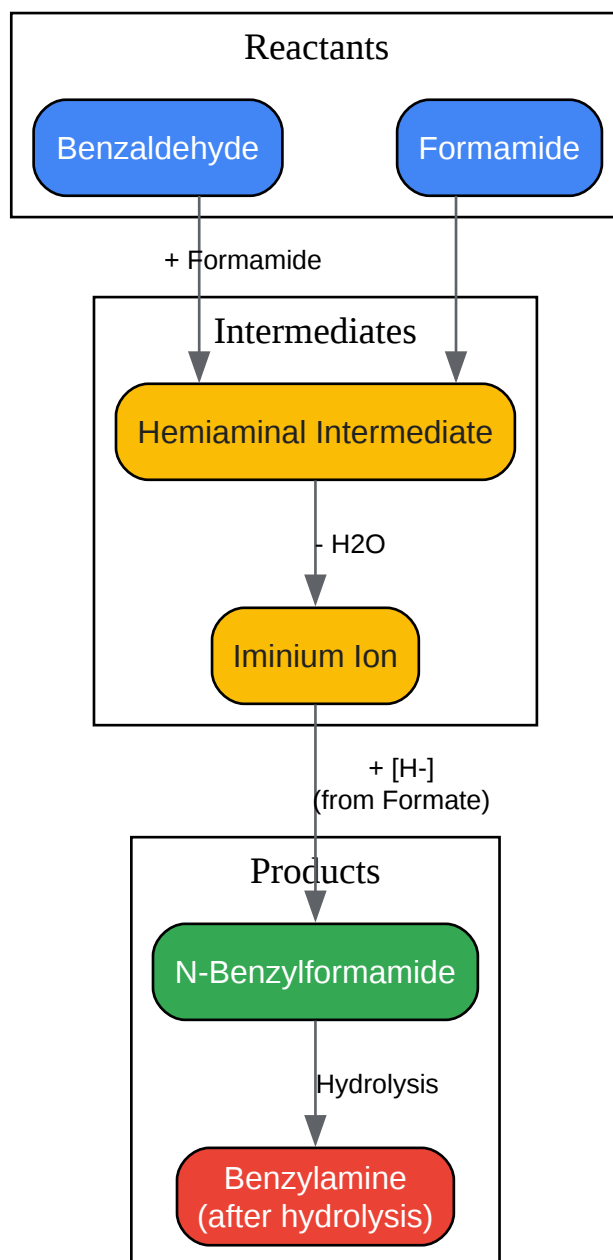 Reactants
Benzaldehyde
Formamide
+ Formamide
Intermediates
Hemiaminal Intermediate
- H2O
Iminium Ion
+ [H-]
(from Formate)
Products
N-Benzylformamide
Hydrolysis
Benzylamine
(after hydrolysis)